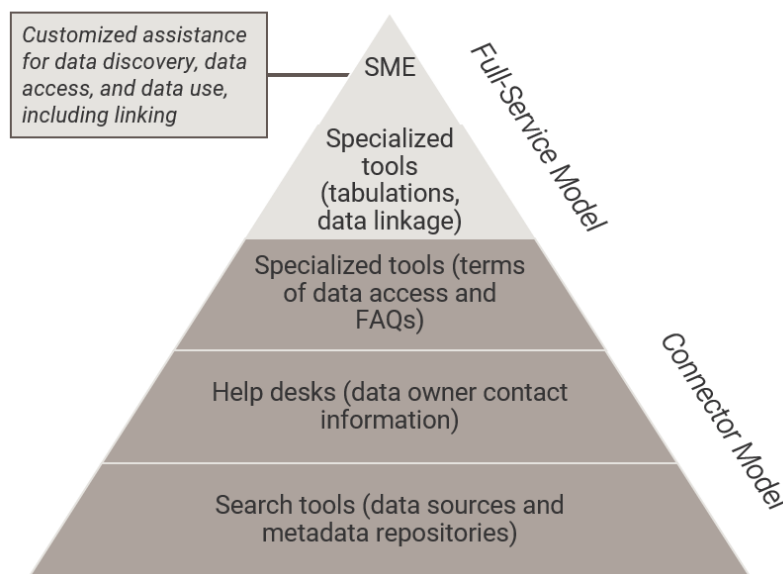 Customized assistance
for data discovery, data
access, and data use,
including linking
SME
Full-Service Model
Specialized
tools
(tabulations,
data linkage)
Specialized tools (terms
of data access and
FAQs)
Connector Model
Help desks (data owner contact
information)
Search tools (data sources and
metadata repositories)